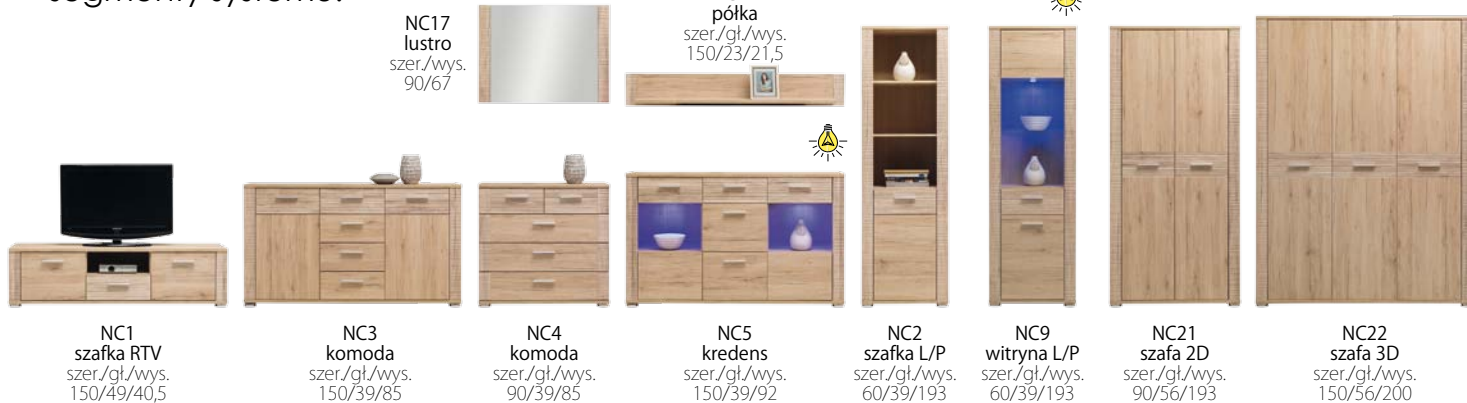 NC17
lustro
szer./wys.
90/67
półka
szer./gł./wys.
150/23/21,5
NC1
szafka RTV
szer./gł./wys.
150/49/40,5
NC3
komoda
szer./gł./wys.
150/39/85
NC4
komoda
szer./gł./wys.
90/39/85
NC5
kredens
szer./gł./wys.
150/39/92
NC2
szafka L/P
szer./gł./wys.
60/39/193
NC9
witryna L/P
szer./gł./wys.
60/39/193
NC21
szafa 2D
szer./gł./wys.
90/56/193
NC22
szafa 3D
szer./gł./wys.
150/56/200